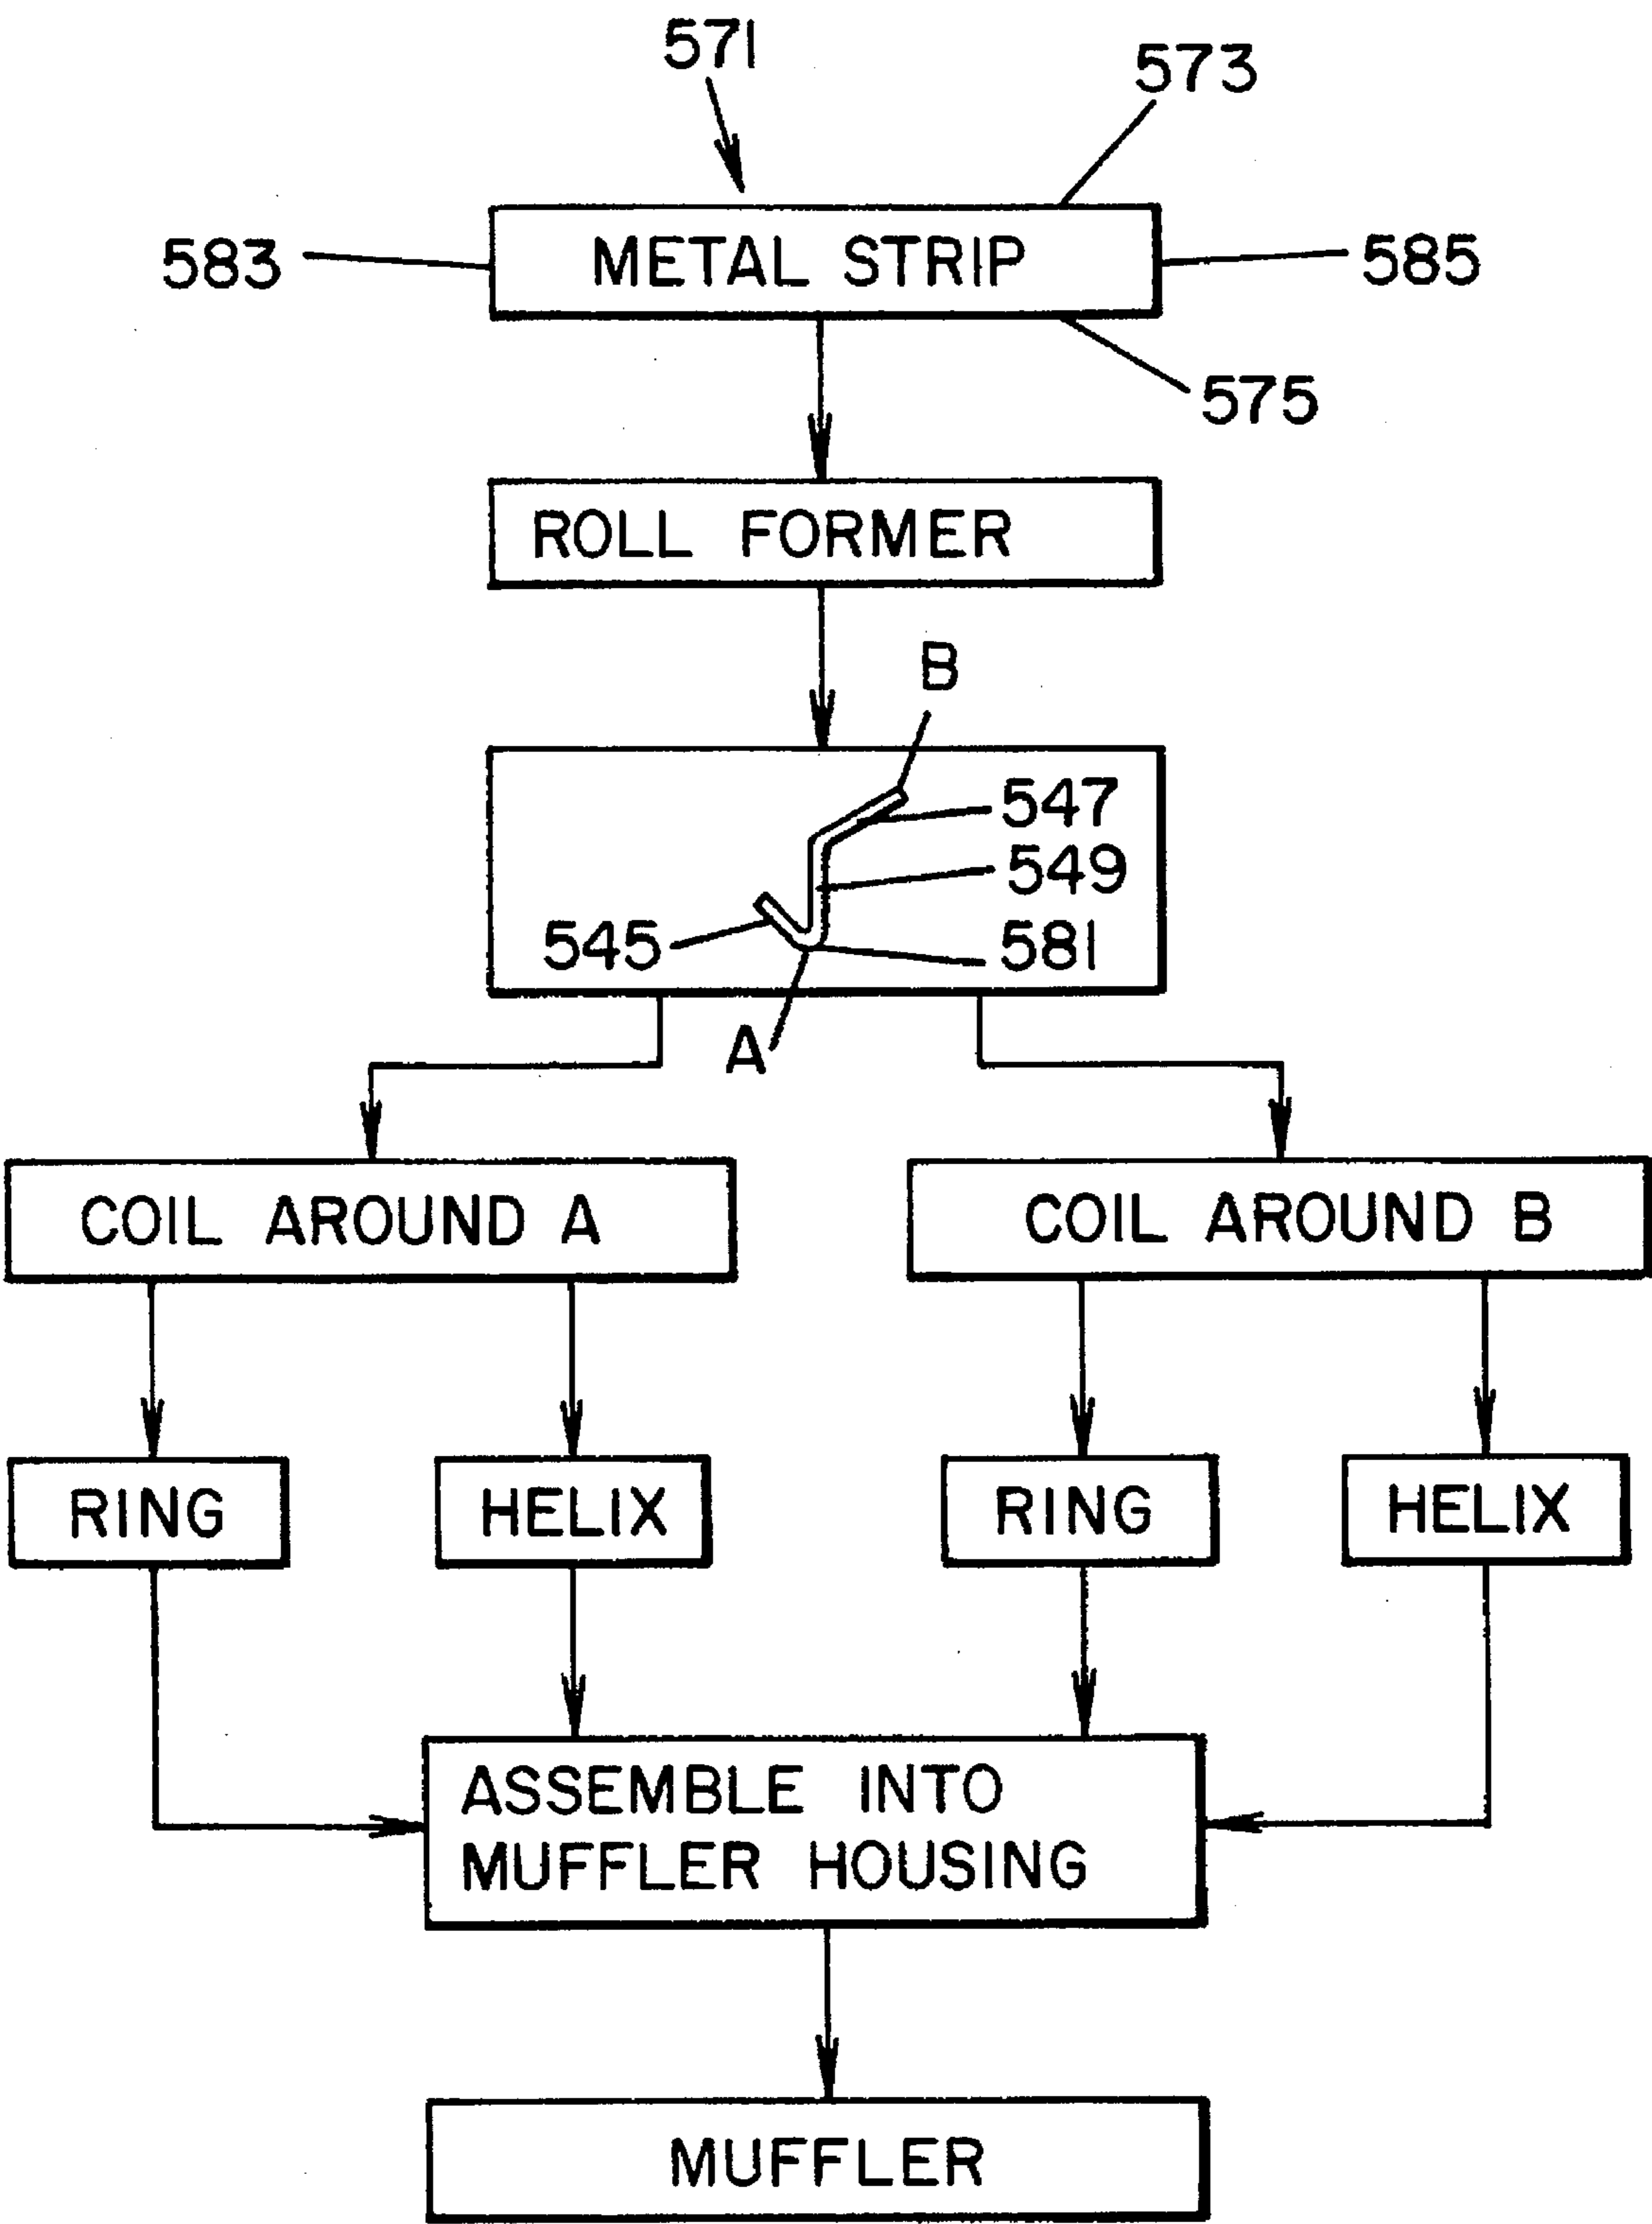 571
573
583
METAL STRIP
585
575
ROLL FORMER
B
547
549
545
581
A
COIL AROUND A
COIL AROUND B
RING
HELIX
RING
HELIX
ASSEMBLE INTO
MUFFLER HOUSING
MUFFLER